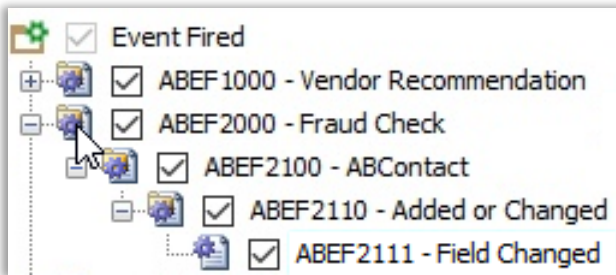 Event Fired
ABEF1000 - Vendor Recommendation
ABEF2000 - Fraud Check
ABEF2100 - ABContact
ABEF2110 - Added or Changed
ABEF2111 - Field Changed